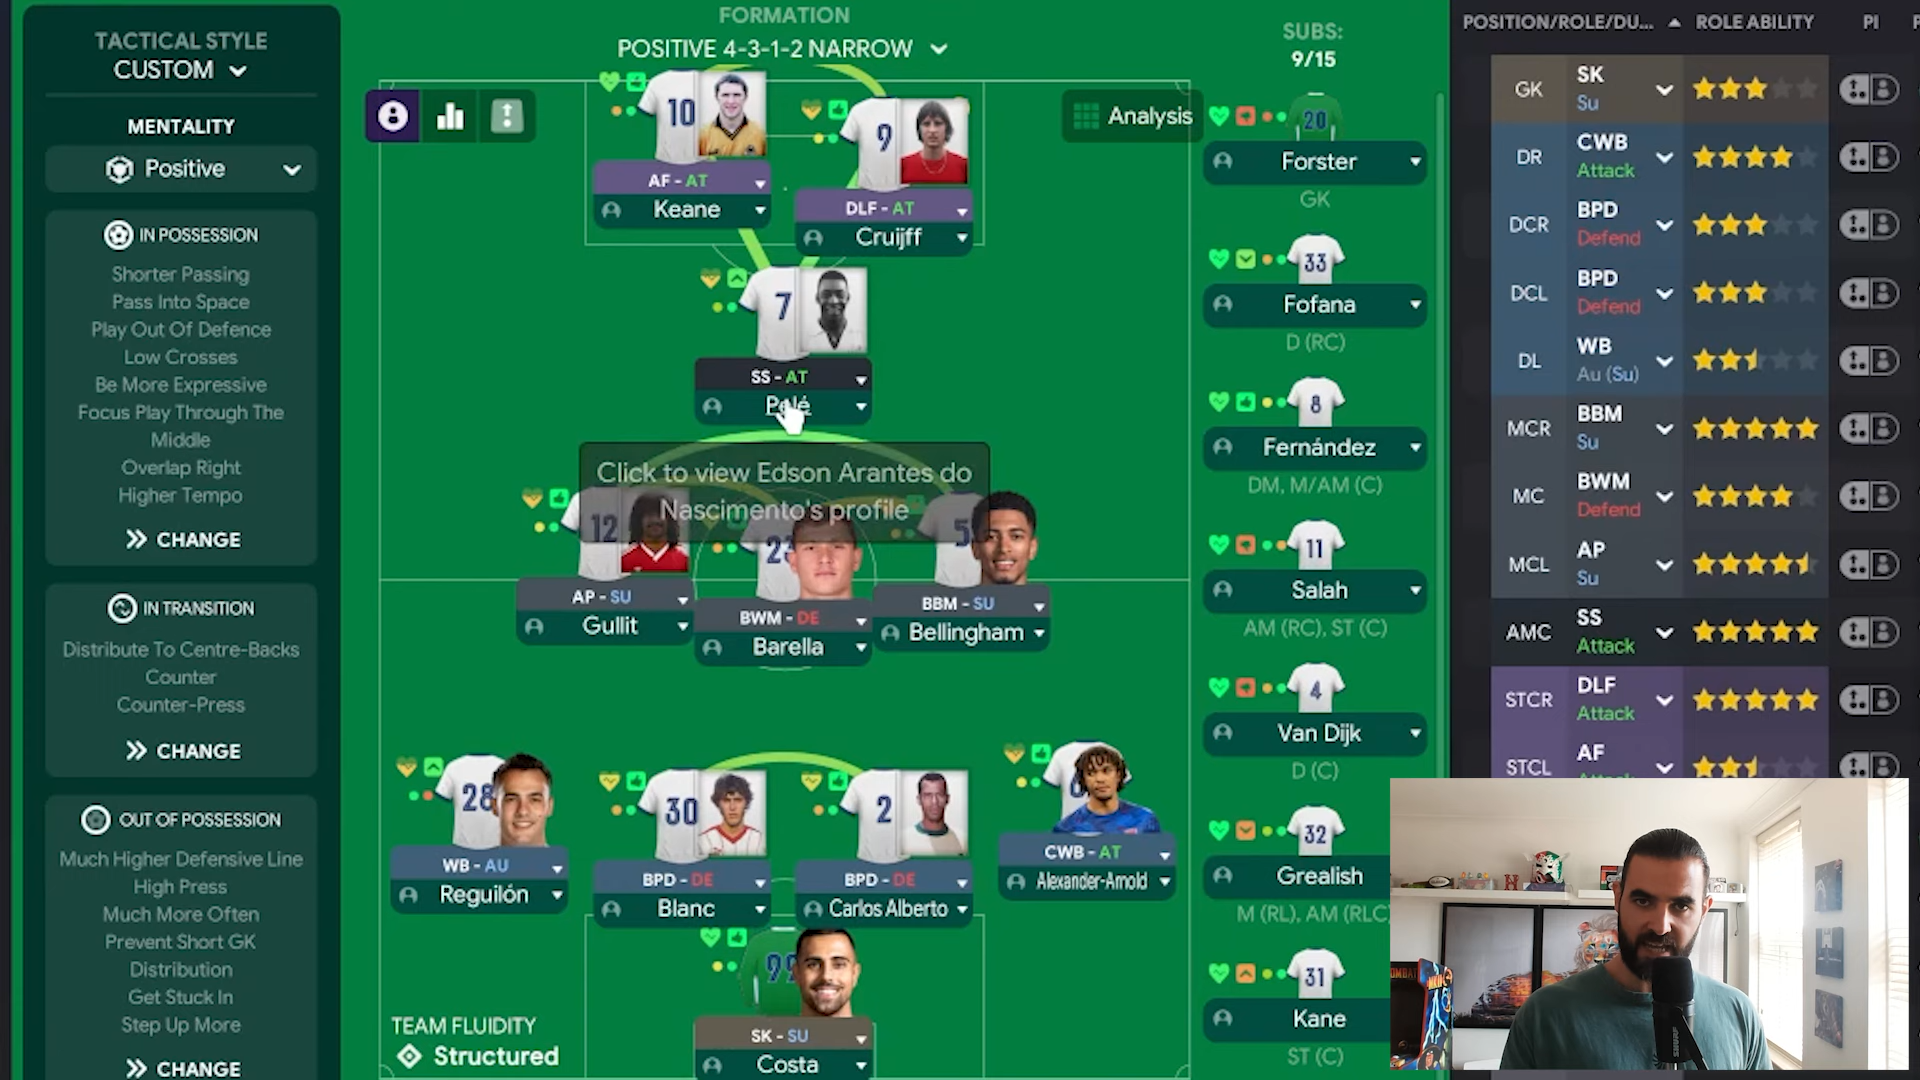 TACTICAL STYLE
CUSTOM
MENTALITY
Positive
IN POSSESSION
Shorter Passing
Pass Into Space
Play Out Of Defence
Low Crosses
Be More Expressive
Focus Play Through The
Middle
Overlap Right
Higher Tempo
CHANGE
IN TRANSITION
Distribute To Centre-Backs
Counter
Counter-Press
CHANGE
OUT OF POSSESSION
Much Higher Defensive Line
High Press
Much More Often
Prevent Short GK
Distribution
Get Stuck In
Step Up More
CHANGE
FORMATION
POSITIVE 4-3-1-2 NARROW
Analysis
10
AF - AT
Keane
9
DLF - AT
Cruijff
7
SS - AT
Pelé
Click to view Edson Arantes do
Nascimento's profile
12
AP - SU
Gullit
BWM - DE
Barella
5
BBM - SU
Bellingham
28
WB - AU
Reguilón
30
BPD - DE
Blanc
2
BPD - DE
Carlos Alberto
CWB - AT
Alexander-Arnold
99
SK - SU
Costa
TEAM FLUIDITY
Structured
SUBS:
9/15
20
Forster
GK
33
Fofana
D (RC)
8
Fernández
DM, M/AM (C)
11
Salah
AM (RC), ST (C)
4
Van Dijk
D (C)
32
Grealish
M (RL), AM (RLC)
31
Kane
ST (C)
POSITION/ROLE/DU... ROLE ABILITY PI
GK SK
Su
DR CWB
Attack
DCR BPD
Defend
DCL BPD
Defend
DL WB
Au (Su)
MCR BBM
Su
MC BWM
Defend
MCL AP
Su
AMC SS
Attack
STCR DLF
Attack
STCL AF